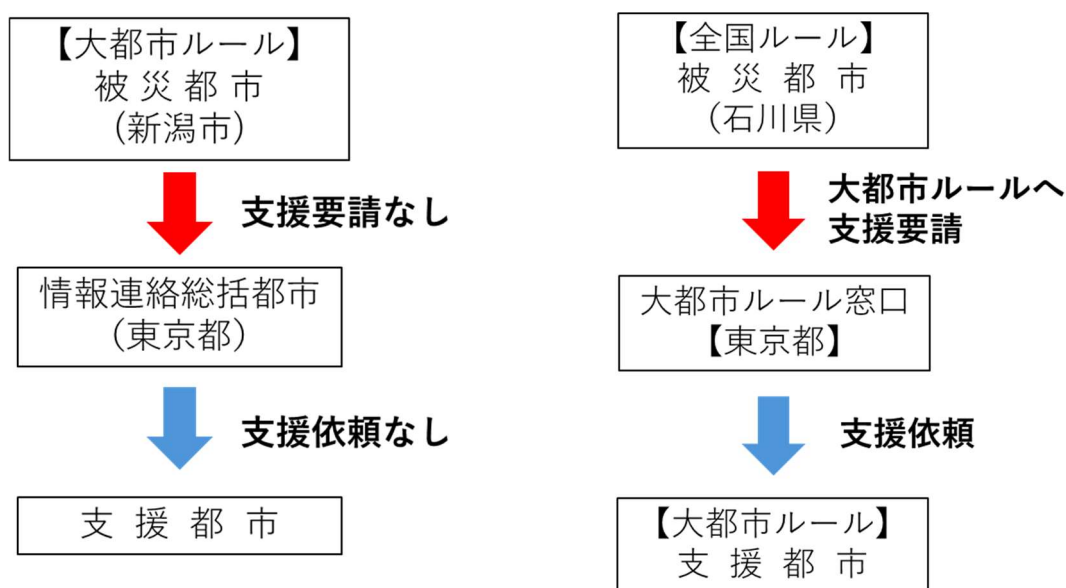 【大都市ルール】
被災都市
(新潟市)
支援要請なし
情報連絡総括都市
(東京都)
支援依頼なし
支援都市
【全国ルール】
被災都市
(石川県)
大都市ルールへ
支援要請
大都市ルール窓口
【東京都】
支援依頼
【大都市ルール】
支援都市